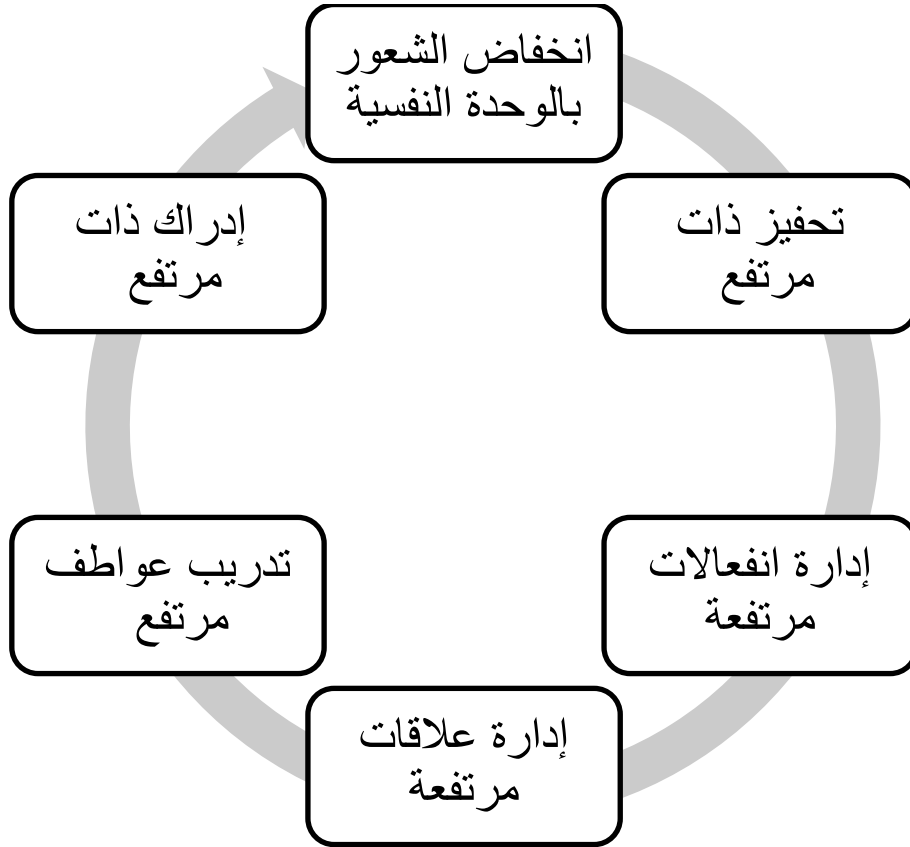 انخفاض الشعور
بالوحدة النفسية
تحفيز ذات
مرتفع
إدارة انفعالات
مرتفعة
إدارة علاقات
مرتفعة
تدريب عواطف
مرتفع
إدراك ذات
مرتفع